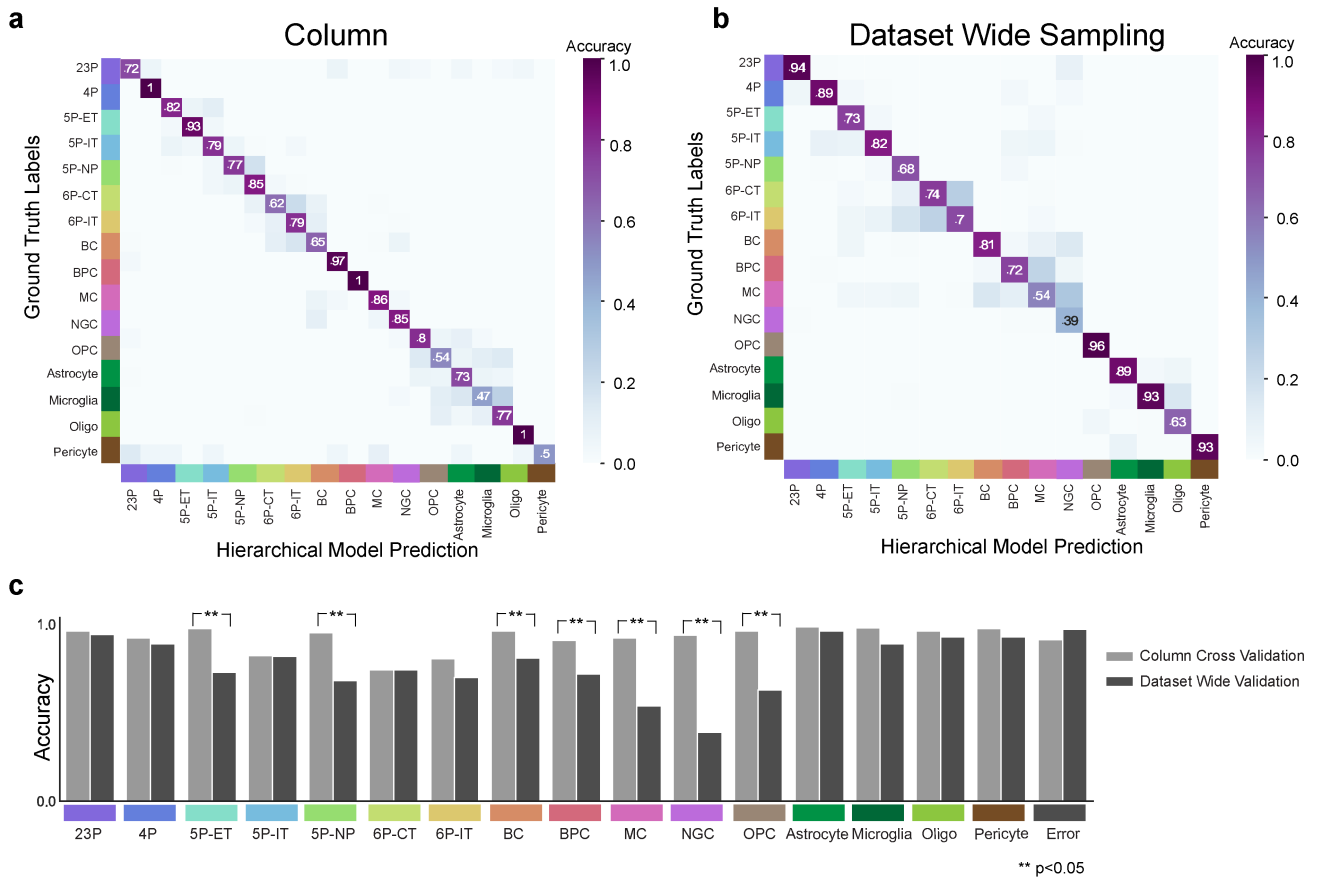 a
Column
Accuracy
23P
4P
5P-ET
5P-IT
5P-NP
6P-CT
6P-IT
BC
BPC
MC
NGC
OPC
Astrocyte
Microglia
Oligo
Pericyte
Ground Truth Labels
.72
1
.82
.93
.79
.77
.85
.62
.79
.65
.97
1
.86
.85
.8
.54
.73
.47
.77
1
.5
1.0
0.8
0.6
0.4
0.2
0.0
23P
4P
5P-ET
5P-IT
5P-NP
6P-CT
6P-IT
BC
BPC
MC
NGC
OPC
Astrocyte
Microglia
Oligo
Pericyte
Hierarchical Model Prediction
b
Dataset Wide Sampling
Accuracy
23P
4P
5P-ET
5P-IT
5P-NP
6P-CT
6P-IT
BC
BPC
MC
NGC
OPC
Astrocyte
Microglia
Oligo
Pericyte
Ground Truth Labels
.94
.89
.73
.82
.68
.74
.7
.81
.72
.54
.39
.96
.89
.93
.63
.93
1.0
0.8
0.6
0.4
0.2
0.0
23P
4P
5P-ET
5P-IT
5P-NP
6P-CT
6P-IT
BC
BPC
MC
NGC
OPC
Astrocyte
Microglia
Oligo
Pericyte
Hierarchical Model Prediction
c
1.0
Accuracy
0.0
** ** ** ** ** ** **
Column Cross Validation
Dataset Wide Validation
23P 4P 5P-ET 5P-IT 5P-NP 6P-CT 6P-IT BC BPC MC NGC OPC Astrocyte Microglia Oligo Pericyte Error
** p<0.05